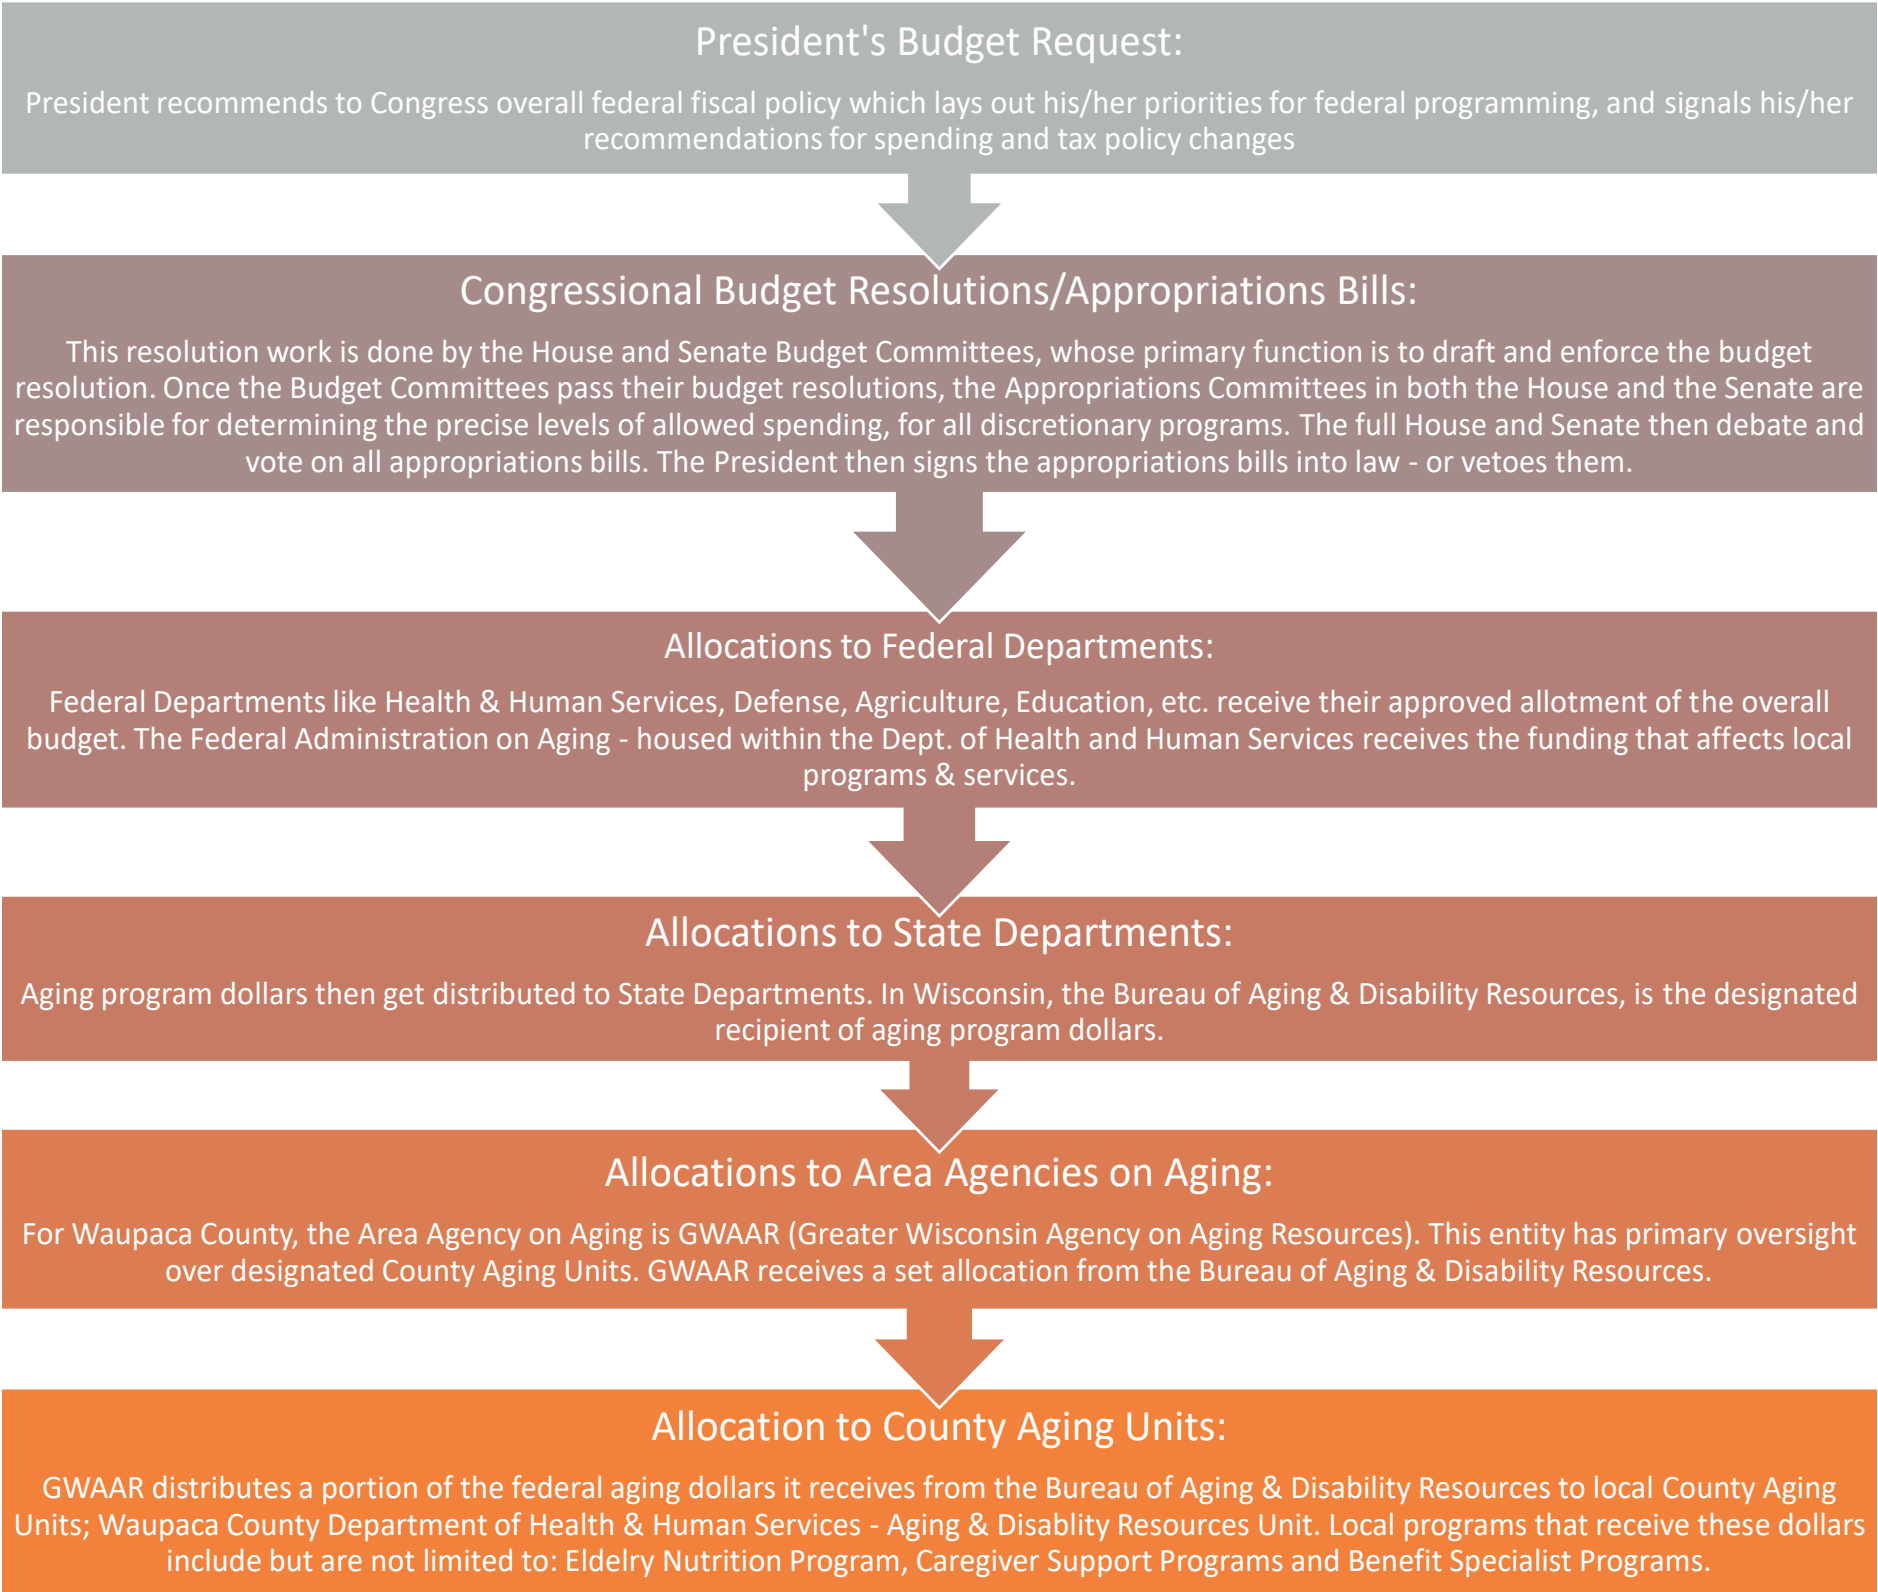 President's Budget Request:
President recommends to Congress overall federal fiscal policy which lays out his/her priorities for federal programming, and signals his/her
recommendations for spending and tax policy changes
Congressional Budget Resolutions/Appropriations Bills:
This resolution work is done by the House and Senate Budget Committees, whose primary function is to draft and enforce the budget
resolution. Once the Budget Committees pass their budget resolutions, the Appropriations Committees in both the House and the Senate are
responsible for determining the precise levels of allowed spending, for all discretionary programs. The full House and Senate then debate and
vote on all appropriations bills. The President then signs the appropriations bills into law - or vetoes them.
Allocations to Federal Departments:
Federal Departments like Health & Human Services, Defense, Agriculture, Education, etc. receive their approved allotment of the overall
budget. The Federal Administration on Aging - housed within the Dept. of Health and Human Services receives the funding that affects local
programs & services.
Allocations to State Departments:
Aging program dollars then get distributed to State Departments. In Wisconsin, the Bureau of Aging & Disability Resources, is the designated
recipient of aging program dollars.
Allocations to Area Agencies on Aging:
For Waupaca County, the Area Agency on Aging is GWAAR (Greater Wisconsin Agency on Aging Resources). This entity has primary oversight
over designated County Aging Units. GWAAR receives a set allocation from the Bureau of Aging & Disability Resources.
Allocation to County Aging Units:
GWAAR distributes a portion of the federal aging dollars it receives from the Bureau of Aging & Disability Resources to local County Aging
Units; Waupaca County Department of Health & Human Services - Aging & Disablity Resources Unit. Local programs that receive these dollars
include but are not limited to: Eldelry Nutrition Program, Caregiver Support Programs and Benefit Specialist Programs.